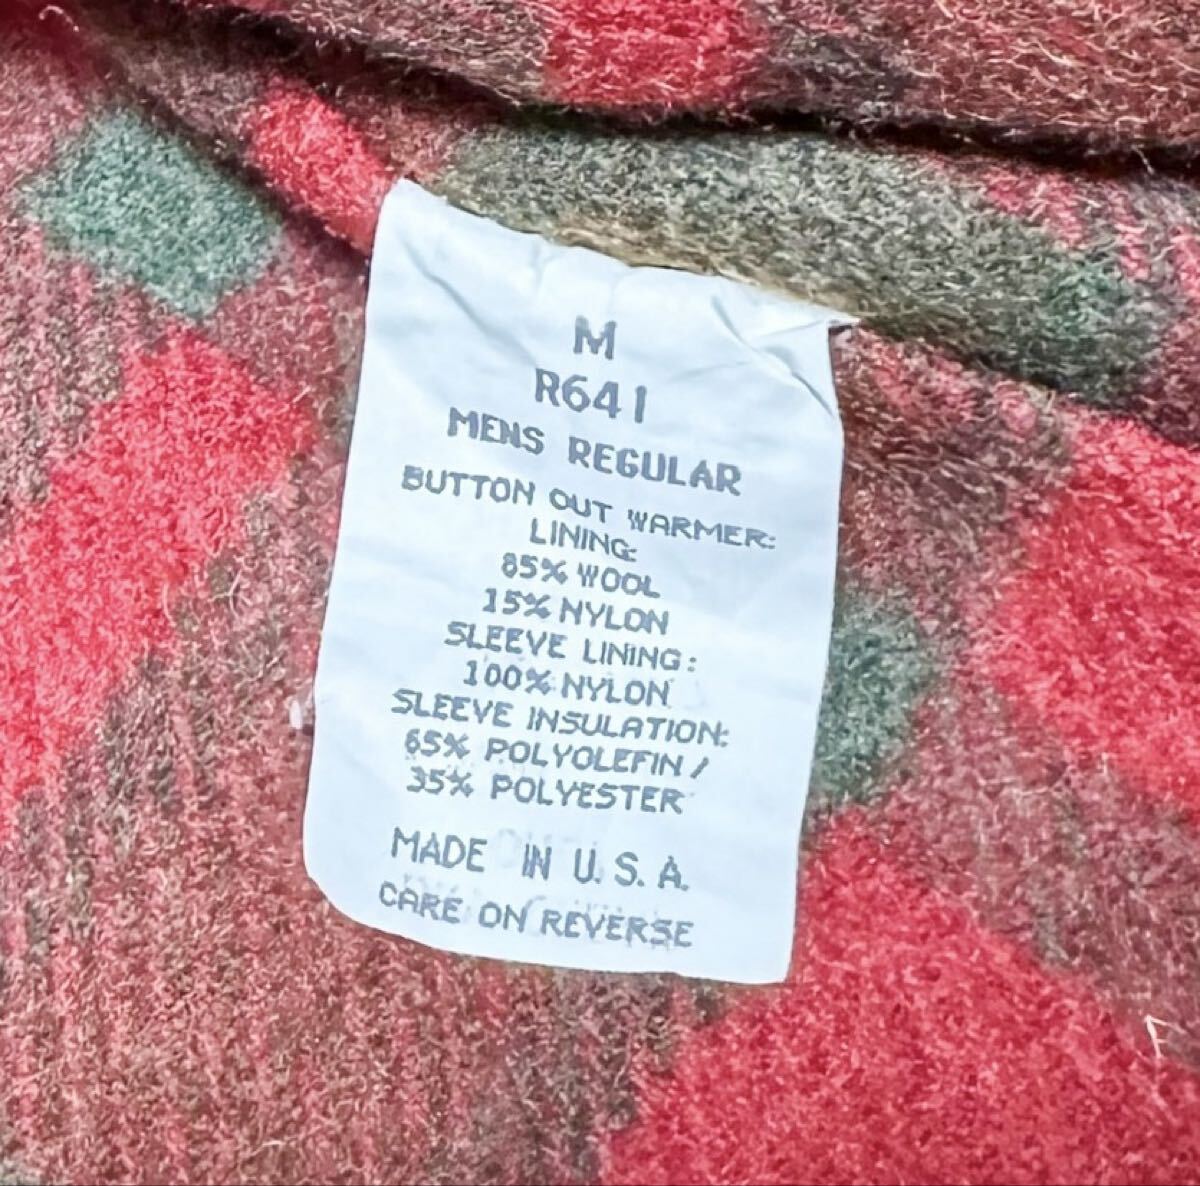 M
R641
MENS REGULAR
BUTTON OUT WARMER:
LINING:
85% WOOL
15% NYLON
SLEEVE LINING:
100% NYLON
SLEEVE INSULATION:
65% POLYOLEFIN /
35% POLYESTER
MADE IN U.S.A.
CARE ON REVERSE